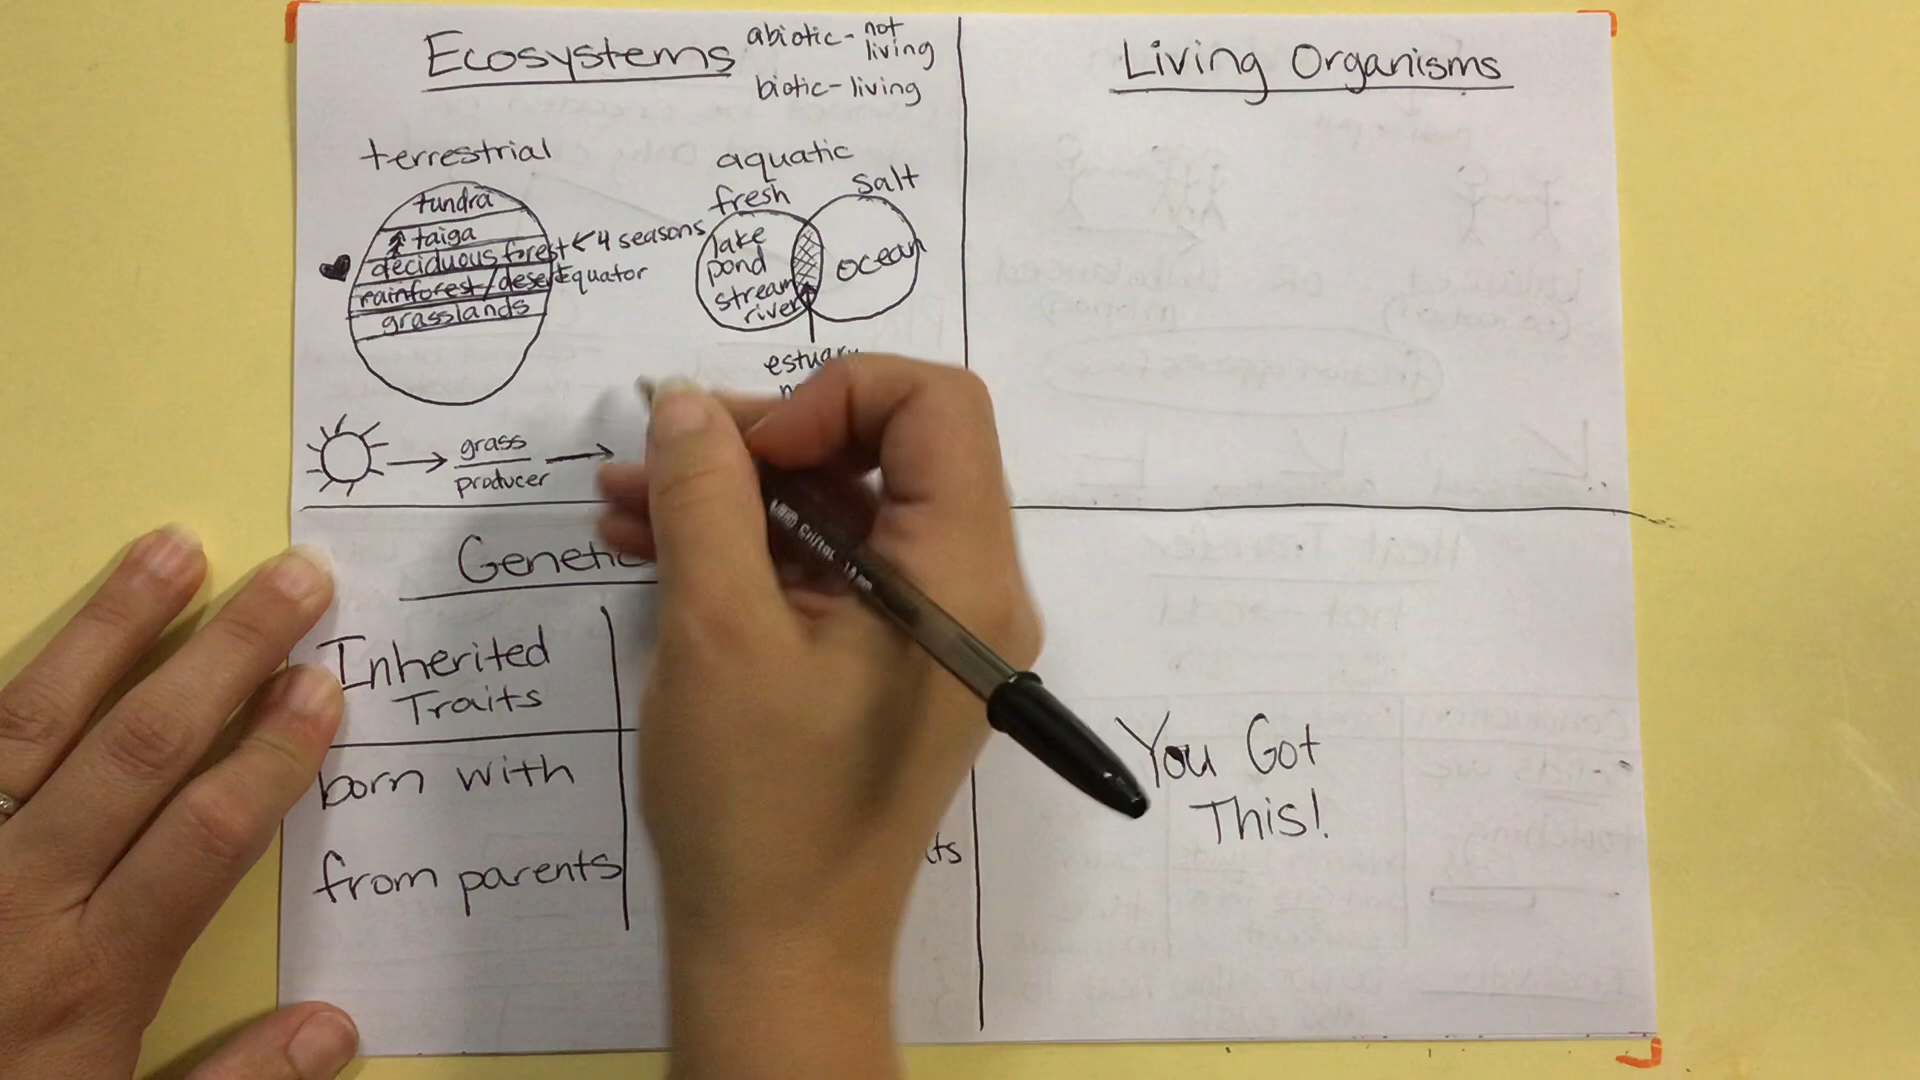 Ecosystems
abiotic - not
living
biotic - living
terrestrial
tundra
taiga
deciduous forest ← 4 seasons
rainforest/desert Equator
grasslands
aquatic
fresh
salt
lake
pond
stream
river
ocean
estuary
grass
producer
Genetic
Inherited
Traits
born with
from parents
Living Organisms
You Got
This!
Cristal